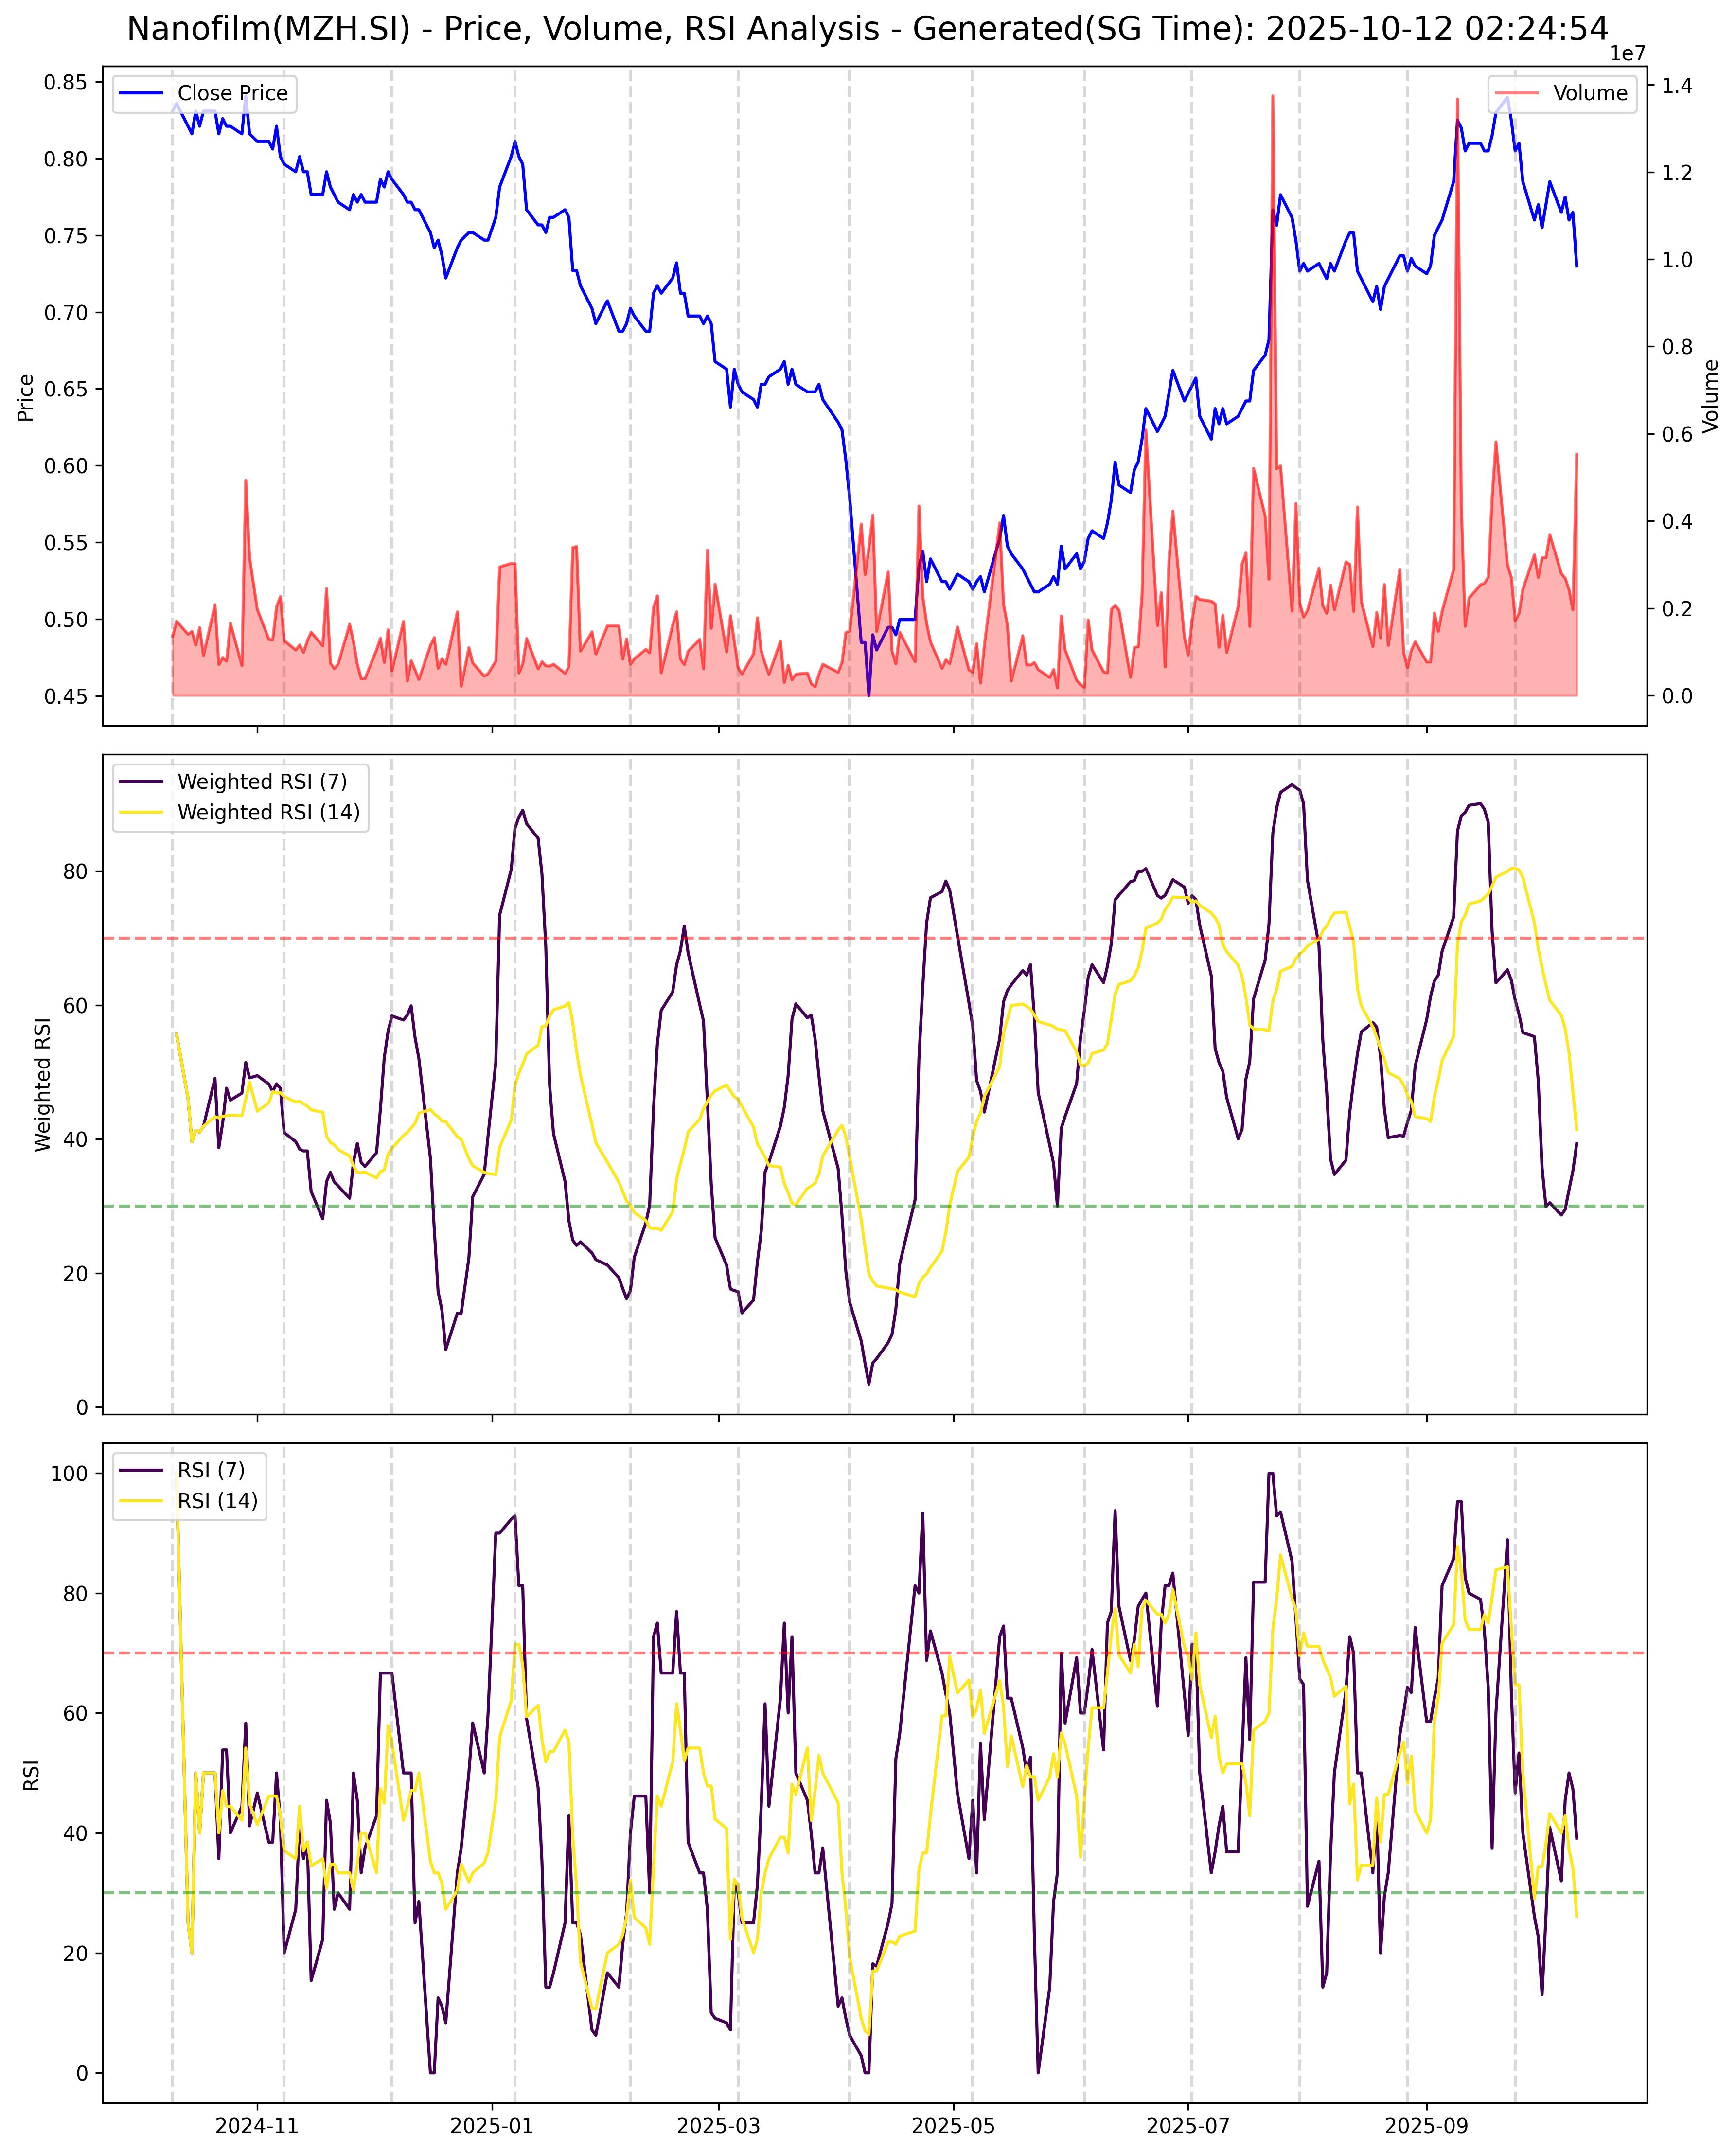 Nanofilm(MZH.SI) - Price, Volume, RSI Analysis - Generated(SG Time): 2025-10-12 02:24:54
1e7
Close Price
Volume
0.85
0.80
0.75
0.70
0.65
0.60
0.55
0.50
0.45
Price
1.4
1.2
1.0
0.8
0.6
0.4
0.2
0.0
Volume
Weighted RSI (7)
Weighted RSI (14)
80
60
40
20
0
Weighted RSI
RSI (7)
RSI (14)
100
80
60
40
20
0
RSI
2024-11
2025-01
2025-03
2025-05
2025-07
2025-09